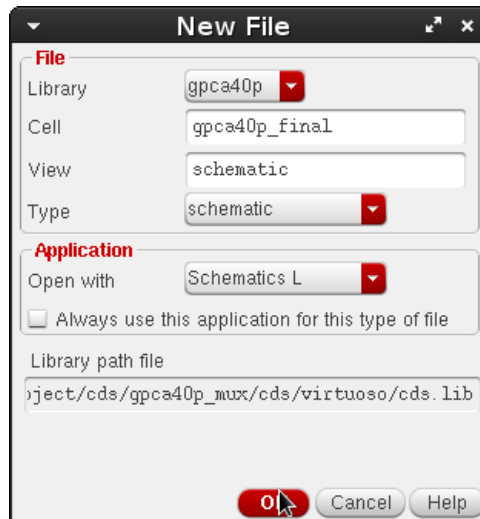 New File
File
Library gpca40p
Cell gpca40p_final
View schematic
Type schematic
Application
Open with Schematics L
Always use this application for this type of file
Library path file
oject/cds/gpca40p_mux/cds/virtuoso/cds.lib
OK Cancel Help